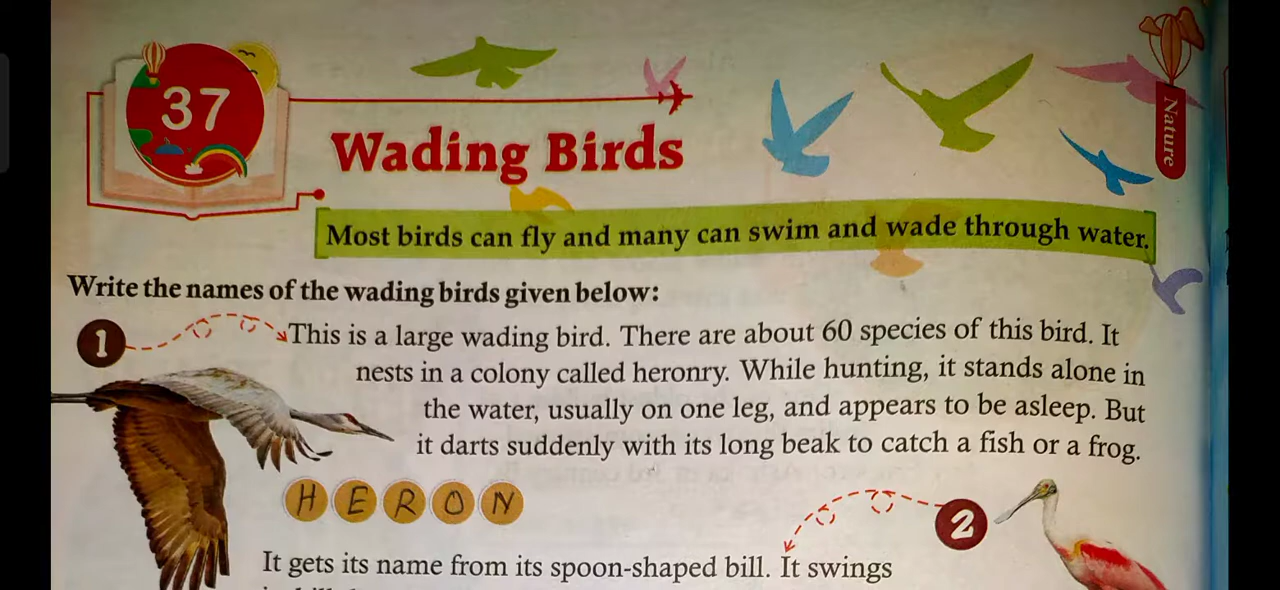 37
Wading Birds
Nature
Most birds can fly and many can swim and wade through water.
Write the names of the wading birds given below:
1
This is a large wading bird. There are about 60 species of this bird. It
nests in a colony called heronry. While hunting, it stands alone in
the water, usually on one leg, and appears to be asleep. But
it darts suddenly with its long beak to catch a fish or a frog.
HERON
2
It gets its name from its spoon-shaped bill. It swings